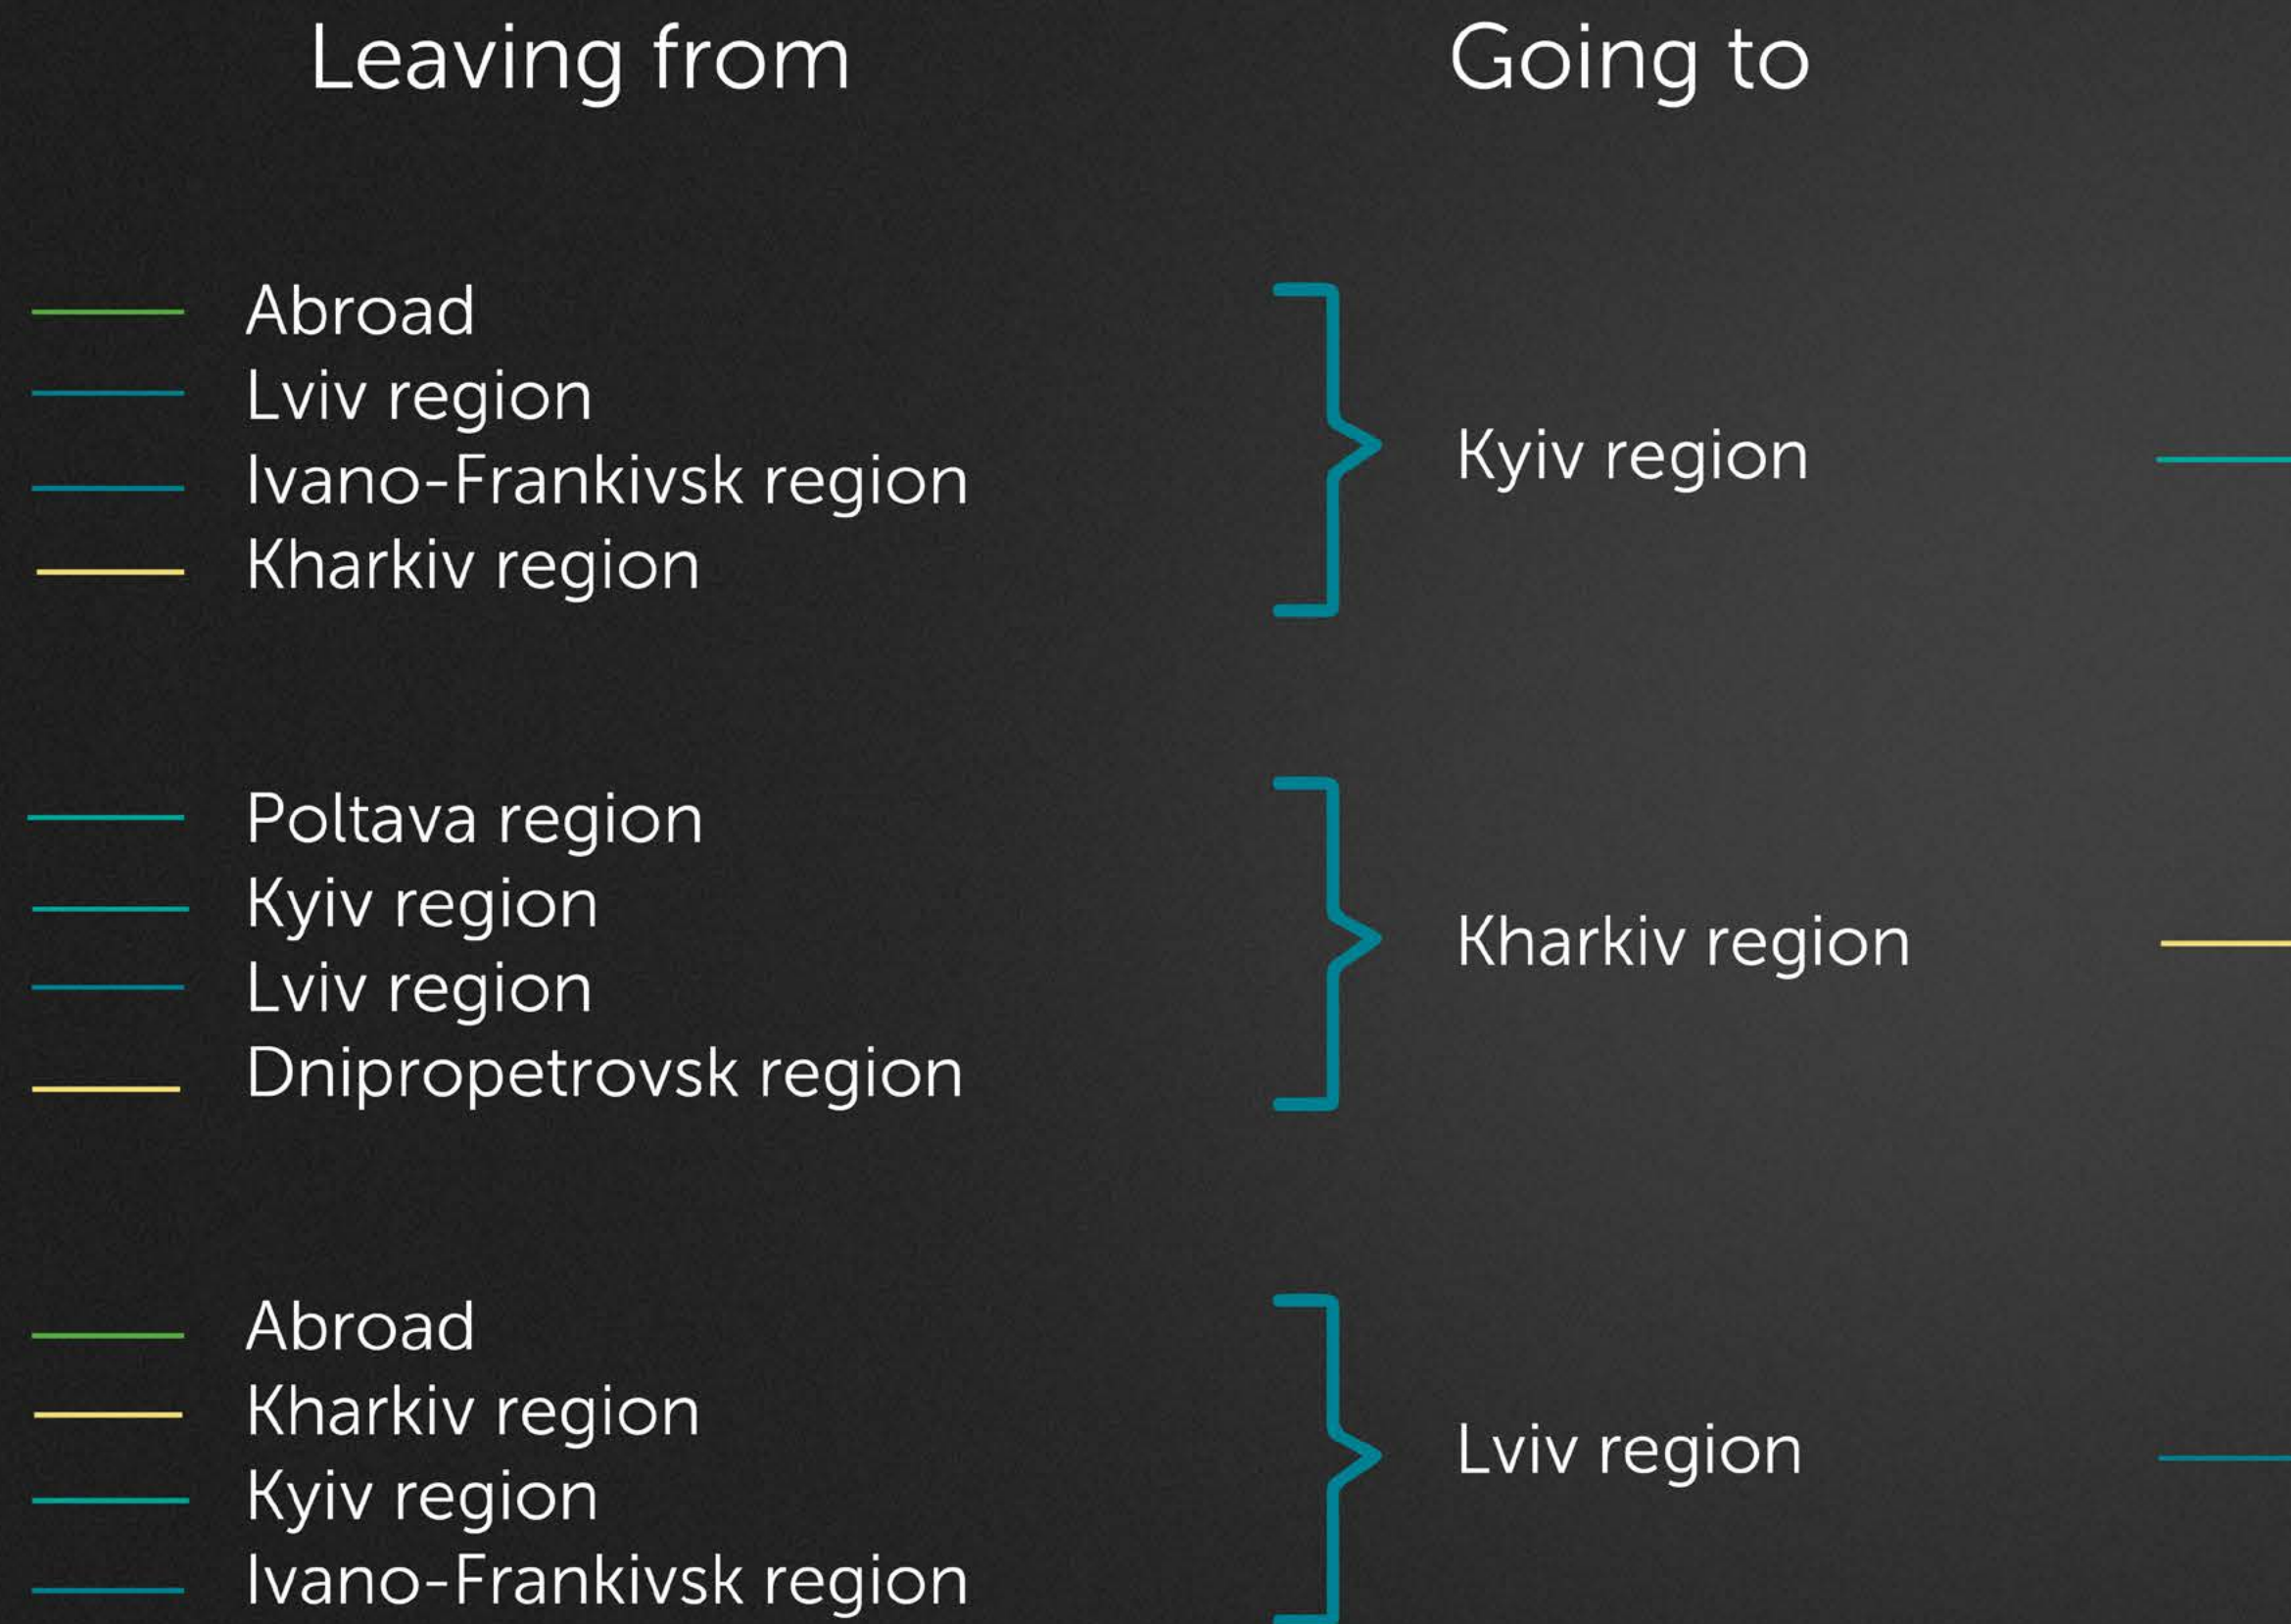 Leaving from
Going to
Abroad
Lviv region
Ivano-Frankivsk region
Kharkiv region
Kyiv region
Poltava region
Kyiv region
Lviv region
Dnipropetrovsk region
Kharkiv region
Abroad
Kharkiv region
Kyiv region
Ivano-Frankivsk region
Lviv region